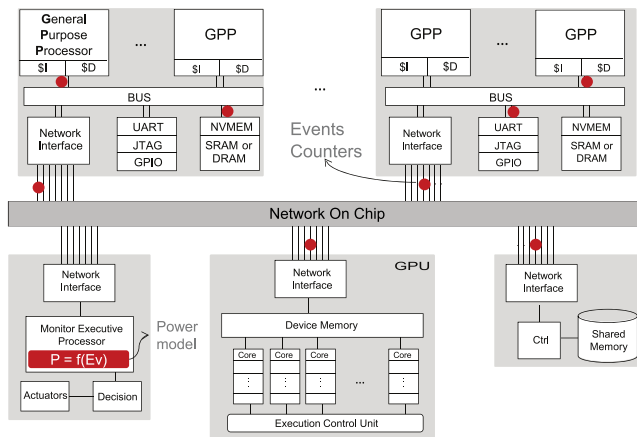 General
Purpose
Processor
$I $D
...
GPP
$I $D
BUS
Network
Interface
UART
JTAG
GPIO
NVMEM
SRAM or
DRAM
...
GPP
$I $D
...
GPP
$I $D
BUS
Network
Interface
UART
JTAG
GPIO
NVMEM
SRAM or
DRAM
Events
Counters
Network On Chip
Network
Interface
Monitor Executive
Processor
P = f(Ev)
Actuators
Decision
Power
model
GPU
Network
Interface
Device Memory
Core
Core
Core
Core
...
Execution Control Unit
Network
Interface
Ctrl
Shared
Memory